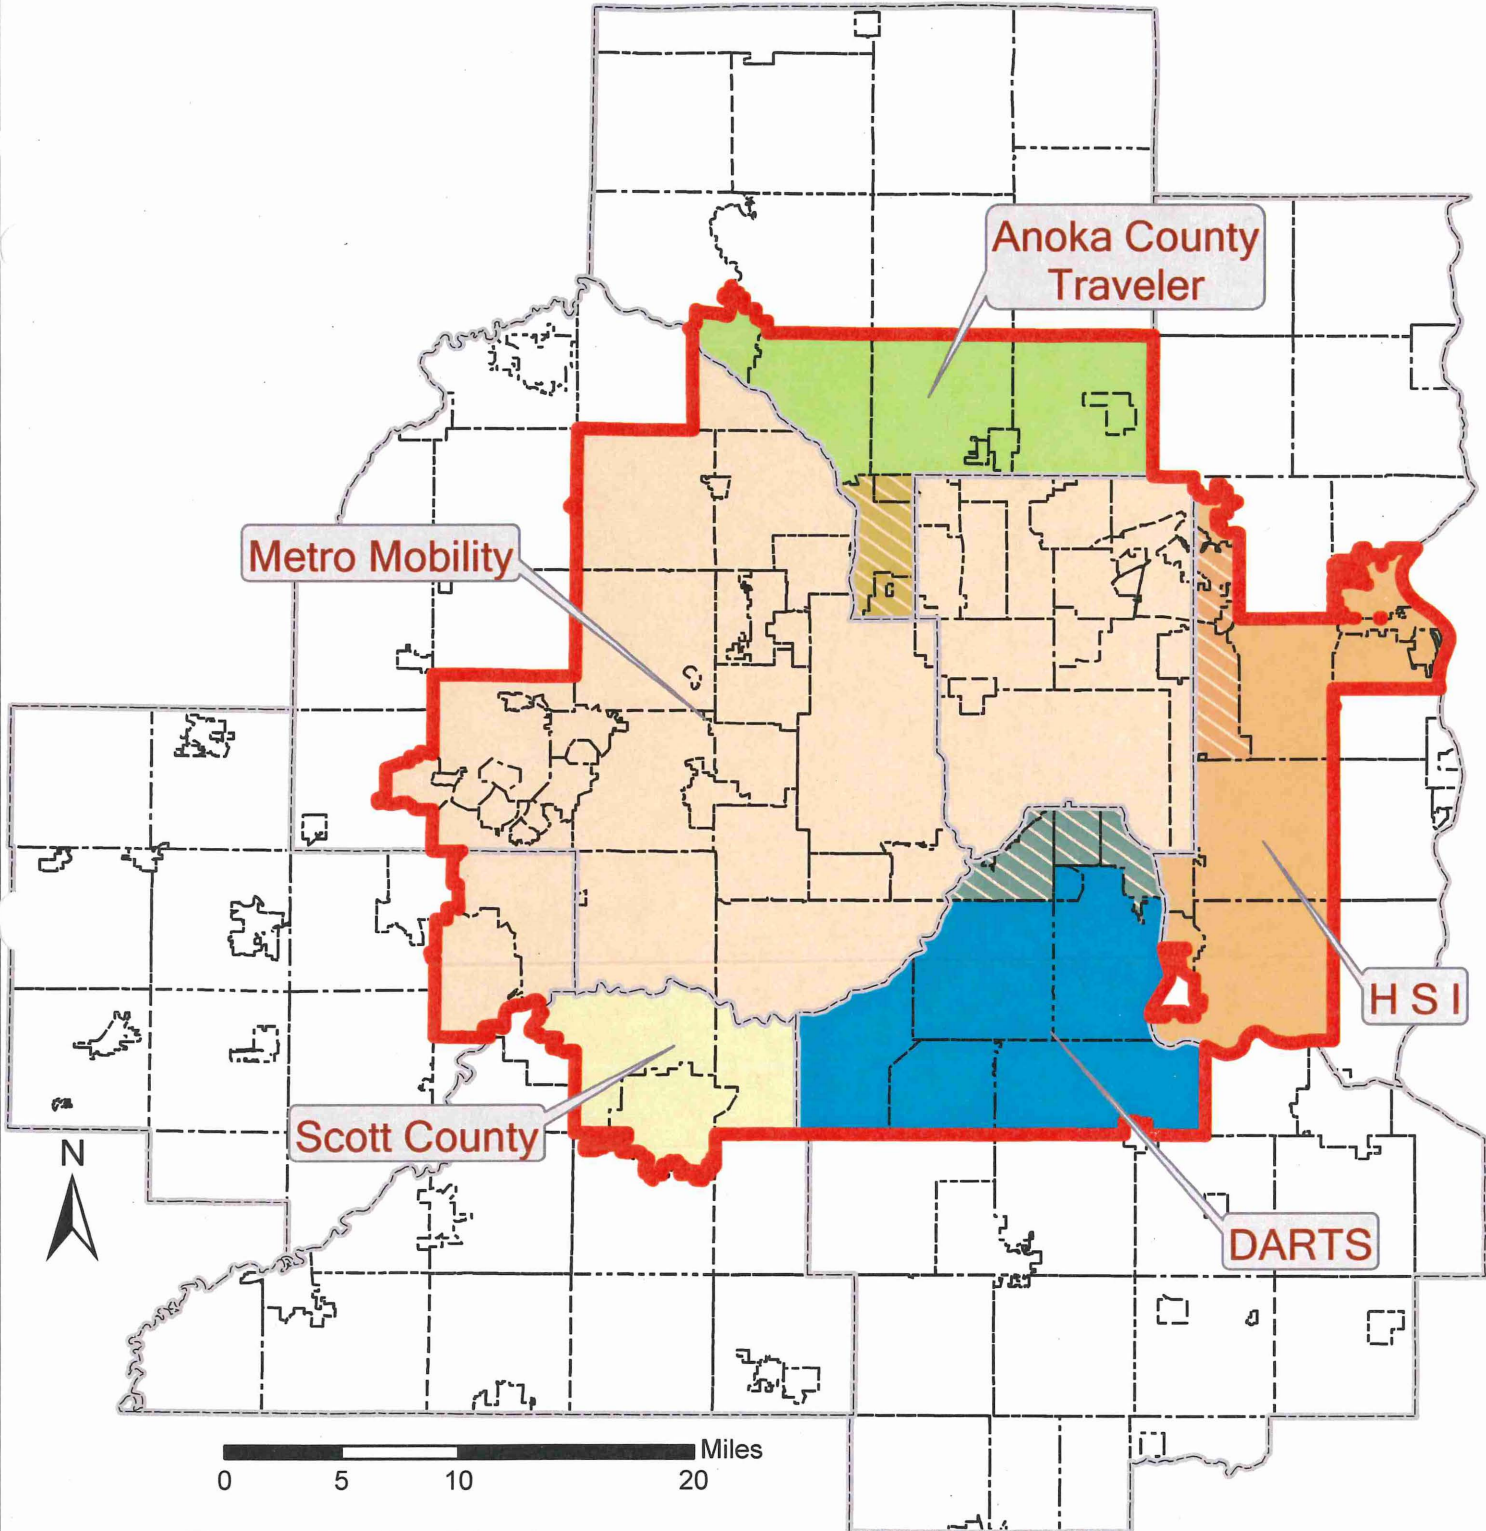 Anoka County
Traveler
Metro Mobility
H S I
Scott County
N
DARTS
Miles
0 5 10 20